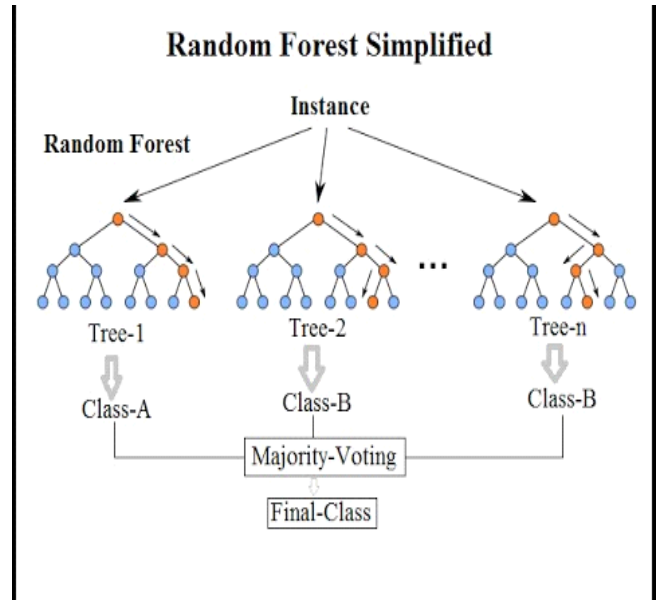 Random Forest Simplified
Instance
Random Forest
...
Tree-1 Tree-2 Tree-n
Class-A Class-B Class-B
Majority-Voting
Final-Class